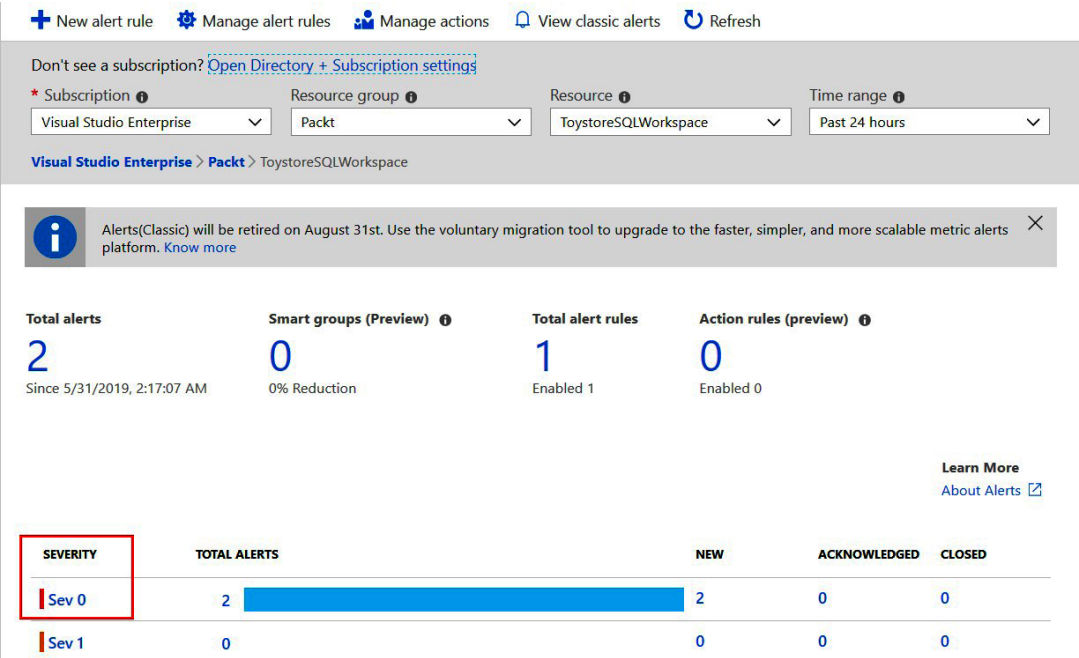 New alert rule Manage alert rules Manage actions View classic alerts Refresh
Don't see a subscription? Open Directory + Subscription settings
* Subscription Resource group Resource Time range
Visual Studio Enterprise Packt ToystoreSQLWorkspace Past 24 hours
Visual Studio Enterprise > Packt > ToystoreSQLWorkspace
Alerts(Classic) will be retired on August 31st. Use the voluntary migration tool to upgrade to the faster, simpler, and more scalable metric alerts
platform. Know more
Total alerts Smart groups (Preview) Total alert rules Action rules (preview)
2 0 1 0
Since 5/31/2019, 2:17:07 AM 0% Reduction Enabled 1 Enabled 0
Learn More
About Alerts
SEVERITY TOTAL ALERTS NEW ACKNOWLEDGED CLOSED
Sev 0 2 2 0 0
Sev 1 0 0 0 0